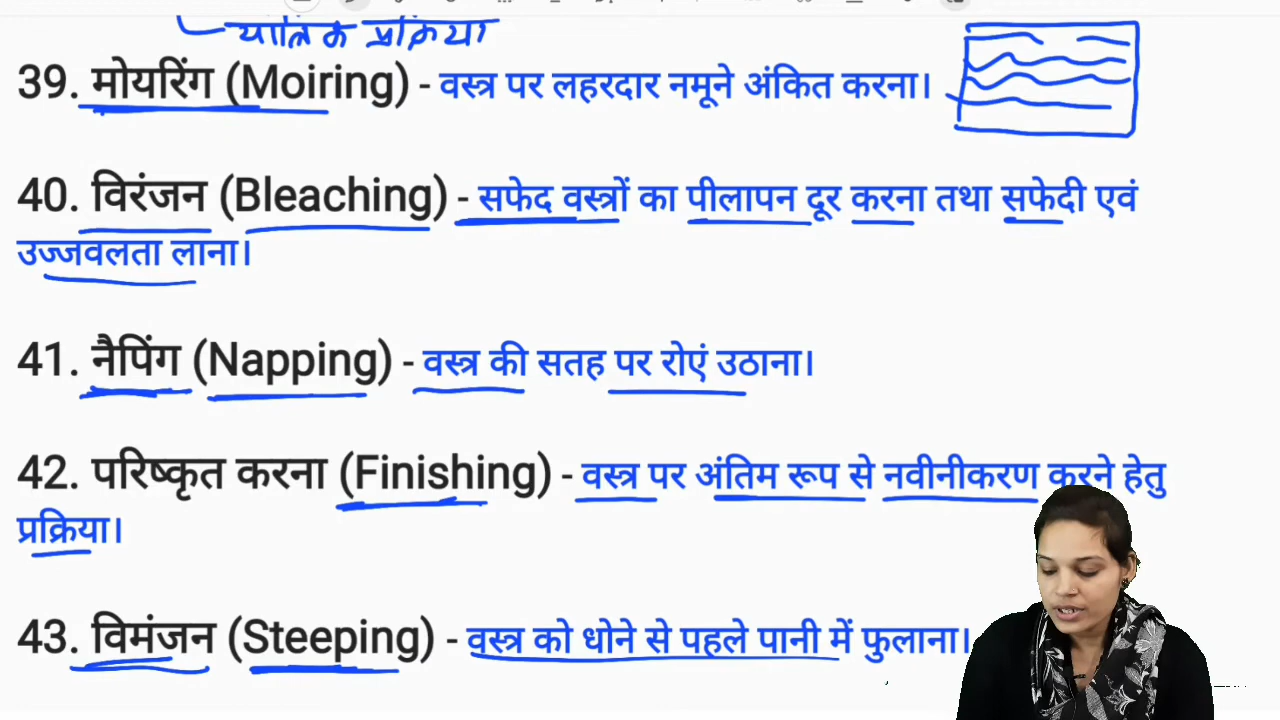 यांत्रिक प्रक्रिया
39. मोयरिंग (Moiring) - वस्त्र पर लहरदार नमूने अंकित करना।
40. विरंजन (Bleaching) - सफेद वस्त्रों का पीलापन दूर करना तथा सफेदी एवं
उज्जवलता लाना।
41. नैपिंग (Napping) - वस्त्र की सतह पर रोएं उठाना।
42. परिष्कृत करना (Finishing) - वस्त्र पर अंतिम रूप से नवीनीकरण करने हेतु
प्रक्रिया।
43. विमंजन (Steeping) - वस्त्र को धोने से पहले पानी में फुलाना।